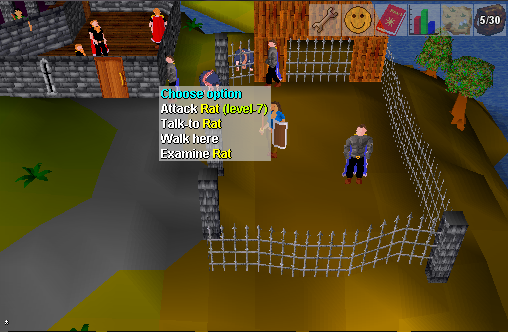 5/30
Choose option
Attack Rat (level-7)
Talk-to Rat
Walk here
Examine Rat
*